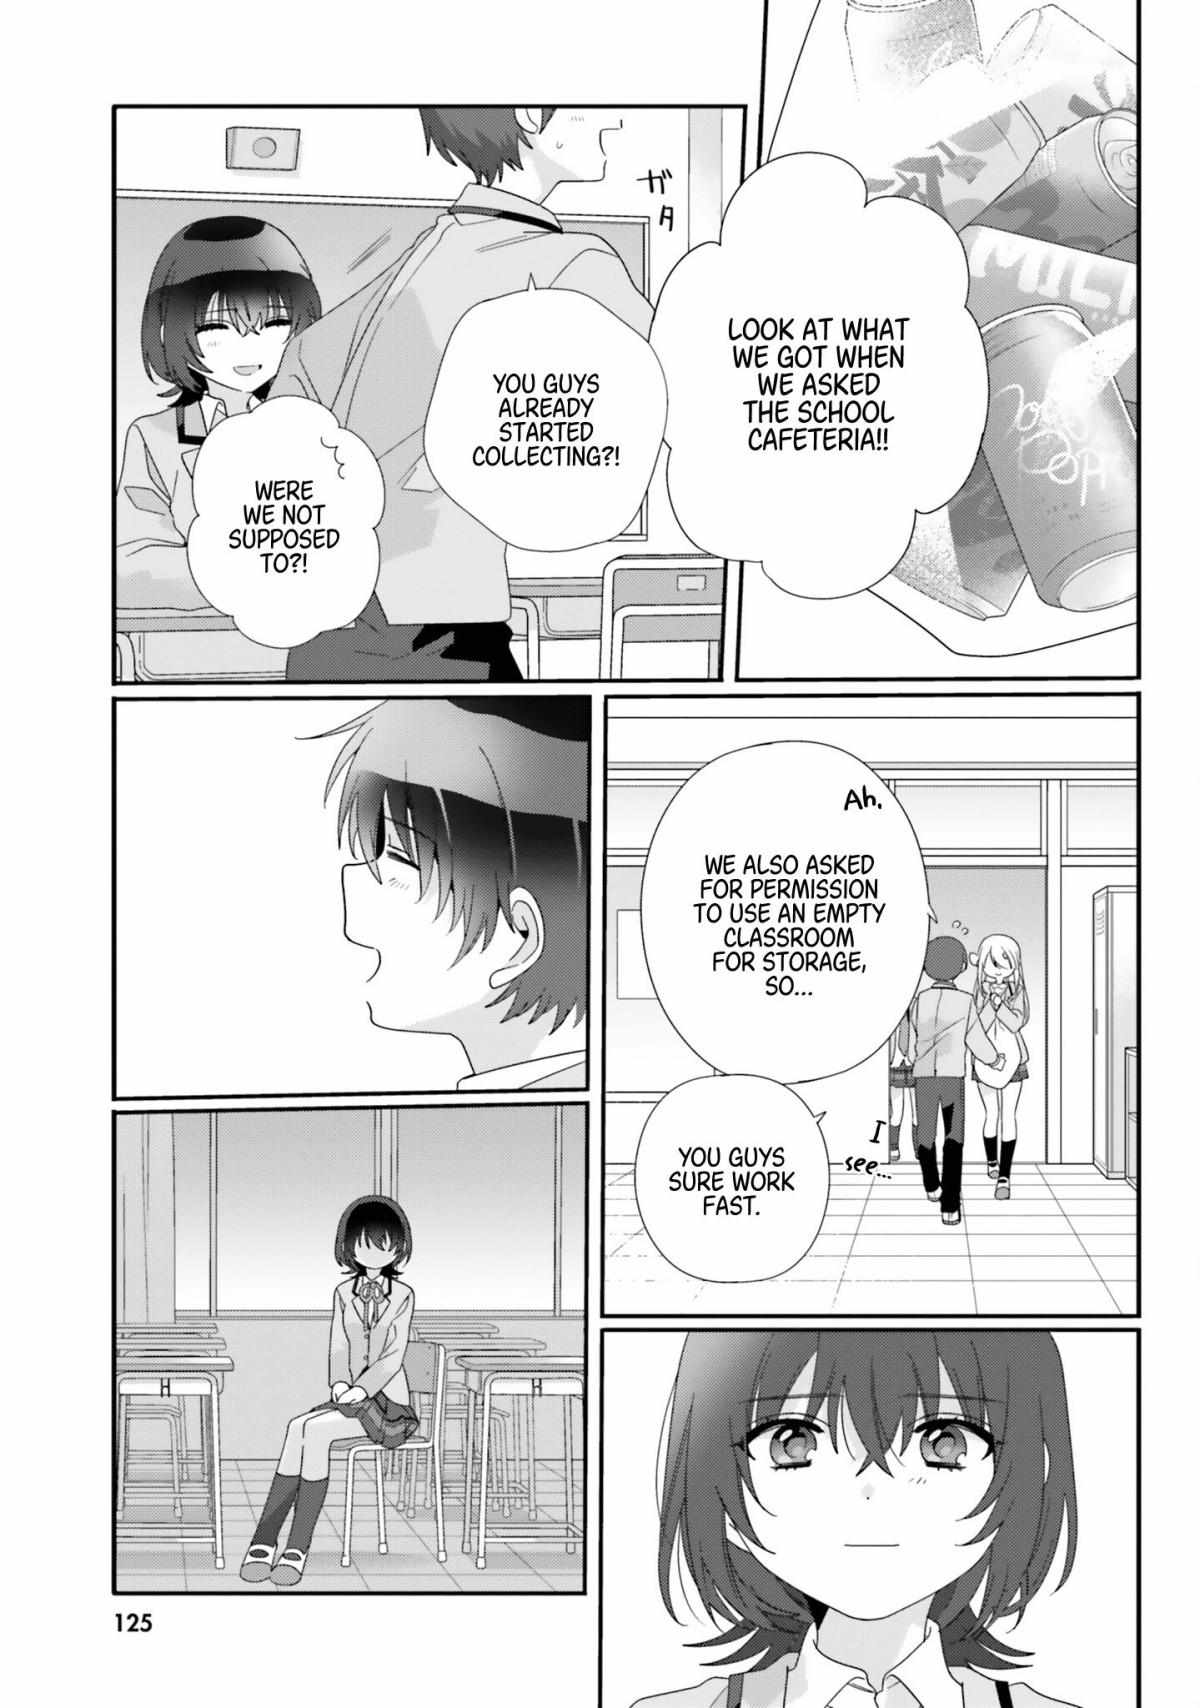 LOOK AT WHAT
WE GOT WHEN
WE ASKED
THE SCHOOL
CAFETERIA!!
YOU GUYS
ALREADY
STARTED
COLLECTING?!
ガタ
WERE
WE NOT
SUPPOSED
TO?!
Ah.
WE ALSO ASKED
FOR PERMISSION
TO USE AN EMPTY
CLASSROOM
FOR STORAGE,
SO...
YOU GUYS
SURE WORK
FAST.
I
see...
125